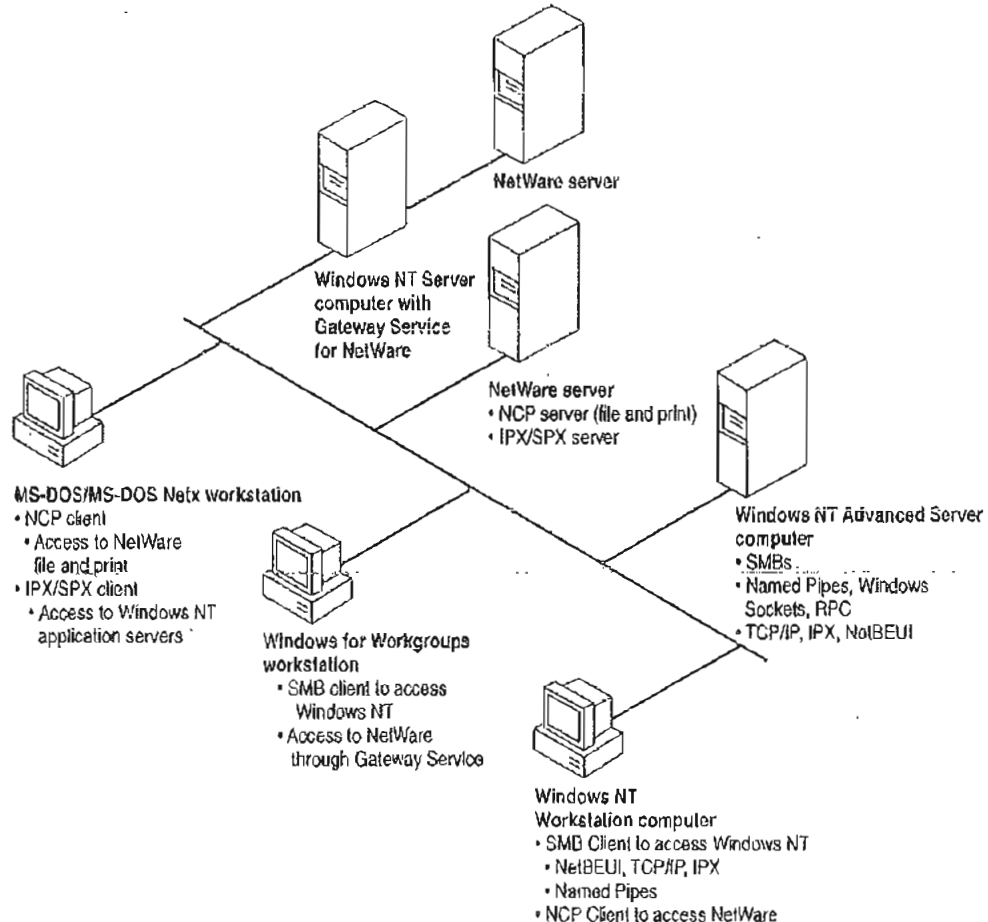 NetWare server
Windows NT Server
computer with
Gateway Service
for NetWare
NetWare server
• NCP server (file and print)
• IPX/SPX server
MS-DOS/MS-DOS Netx workstation
• NCP client
• Access to NetWare
file and print
• IPX/SPX client
• Access to Windows NT
application servers
Windows for Workgroups
workstation
• SMB client to access
Windows NT
• Access to NetWare
through Gateway Service
Windows NT Advanced Server
computer
• SMBs
• Named Pipes, Windows
Sockets, RPC
• TCP/IP, IPX, NetBEUI
Windows NT
Workstation computer
• SMB Client to access Windows NT
• NetBEUI, TCP/IP, IPX
• Named Pipes
• NCP Client to access NetWare